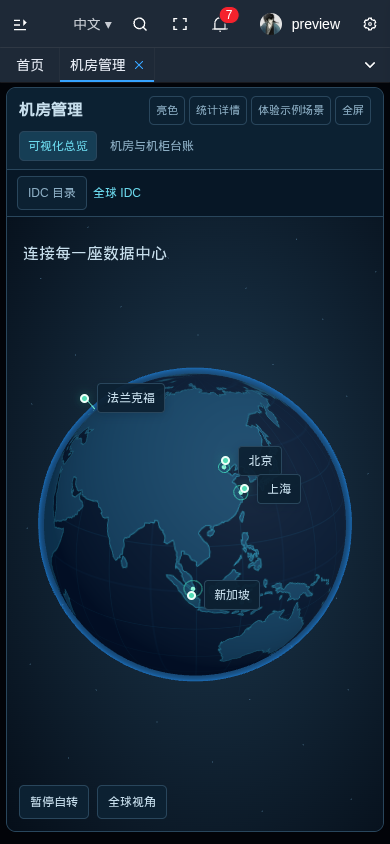 中文
7
preview
首页
机房管理
机房管理
亮色
统计详情
体验示例场景
全屏
可视化总览
机房与机柜台账
IDC 目录
全球 IDC
连接每一座数据中心
法兰克福
北京
上海
新加坡
暂停自转
全球视角